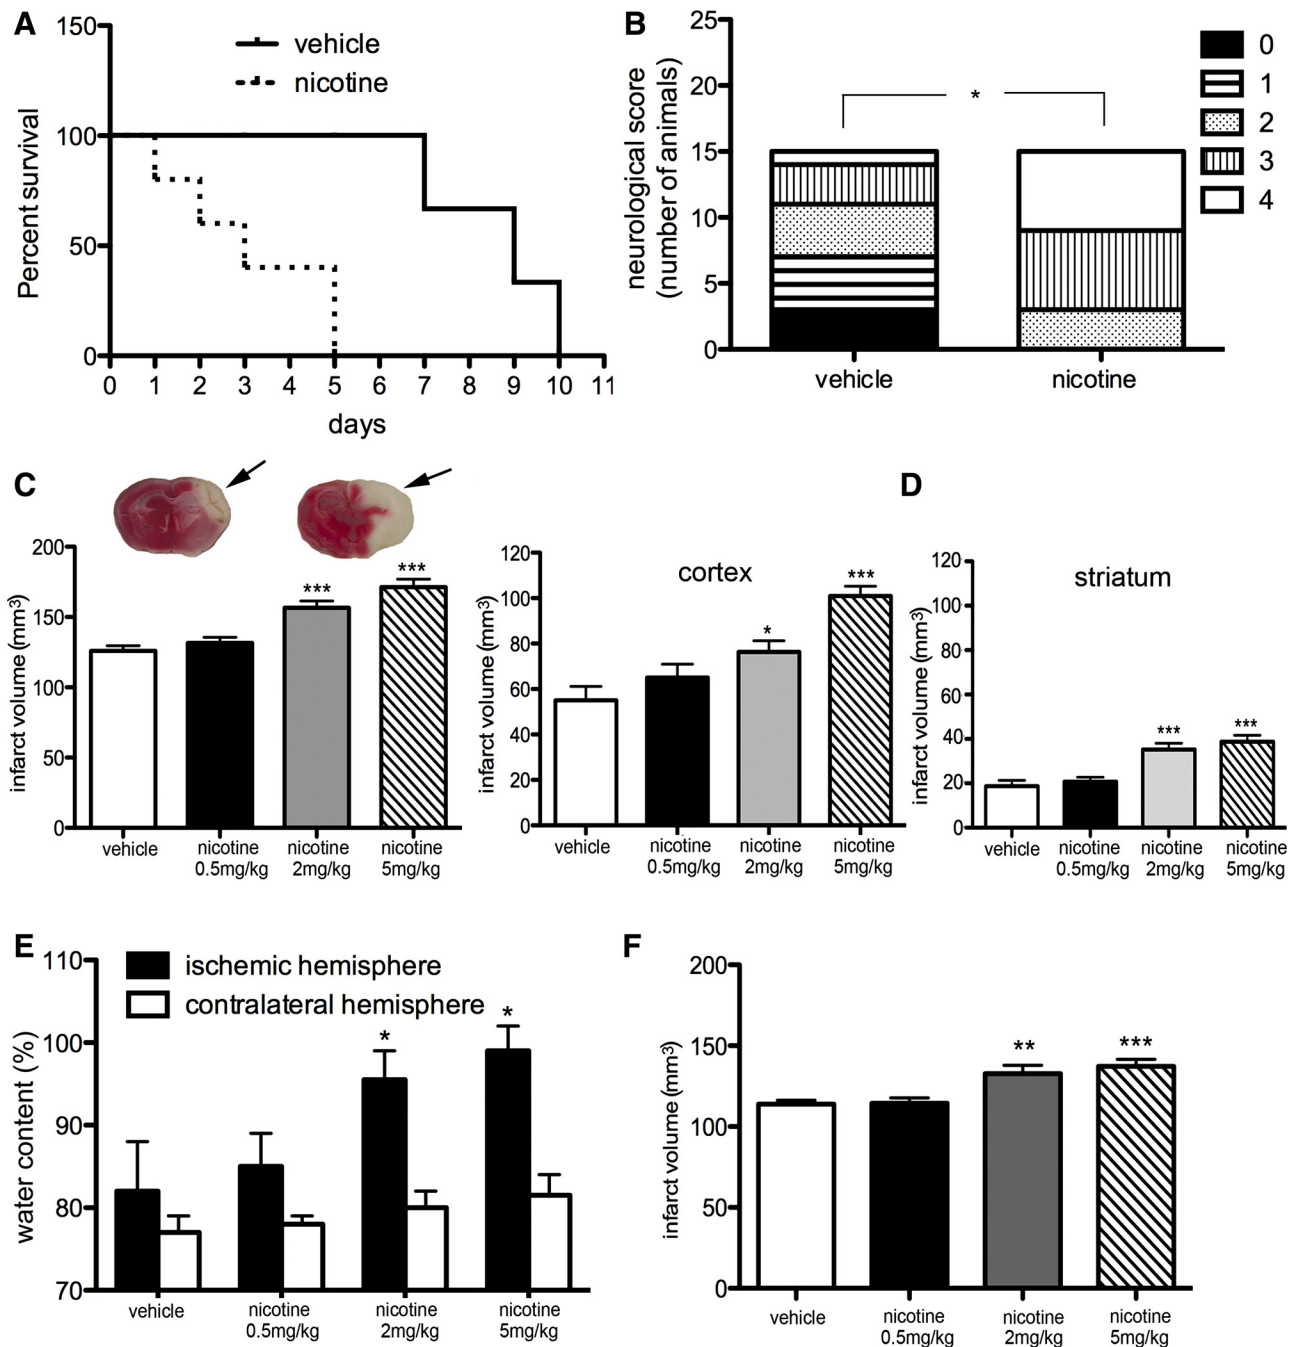 A
150
100
50
0
Percent survival
vehicle
nicotine
0 1 2 3 4 5 6 7 8 9 10 11
days
B
25
20
15
10
5
0
neurological score
(number of animals)
*
vehicle nicotine
0
1
2
3
4
C
200
150
100
50
0
infarct volume (mm³)
*** ***
vehicle nicotine nicotine nicotine
0.5mg/kg 2mg/kg 5mg/kg
cortex
120
100
80
60
40
20
0
infarct volume (mm³)
* ***
vehicle nicotine nicotine nicotine
0.5mg/kg 2mg/kg 5mg/kg
D
striatum
120
100
80
60
40
20
0
infarct volume (mm³)
*** ***
vehicle nicotine nicotine nicotine
0.5mg/kg 2mg/kg 5mg/kg
E
110
100
90
80
70
water content (%)
ischemic hemisphere
contralateral hemisphere
* *
vehicle nicotine nicotine nicotine
0.5mg/kg 2mg/kg 5mg/kg
F
200
150
100
50
0
infarct volume (mm³)
** ***
vehicle nicotine nicotine nicotine
0.5mg/kg 2mg/kg 5mg/kg